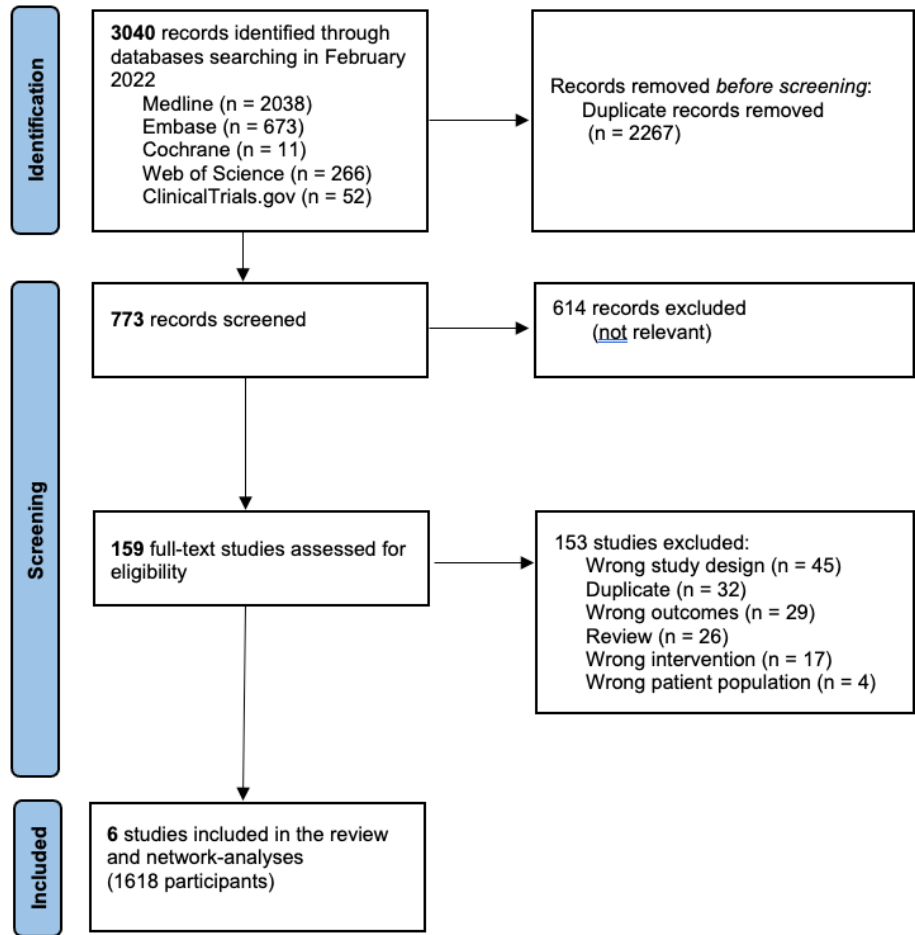 Identification
3040 records identified through
databases searching in February
2022
Medline (n = 2038)
Embase (n = 673)
Cochrane (n = 11)
Web of Science (n = 266)
ClinicalTrials.gov (n = 52)
Records removed before screening:
Duplicate records removed
(n = 2267)
Screening
773 records screened
614 records excluded
(not relevant)
159 full-text studies assessed for
eligibility
153 studies excluded:
Wrong study design (n = 45)
Duplicate (n = 32)
Wrong outcomes (n = 29)
Review (n = 26)
Wrong intervention (n = 17)
Wrong patient population (n = 4)
Included
6 studies included in the review
and network-analyses
(1618 participants)